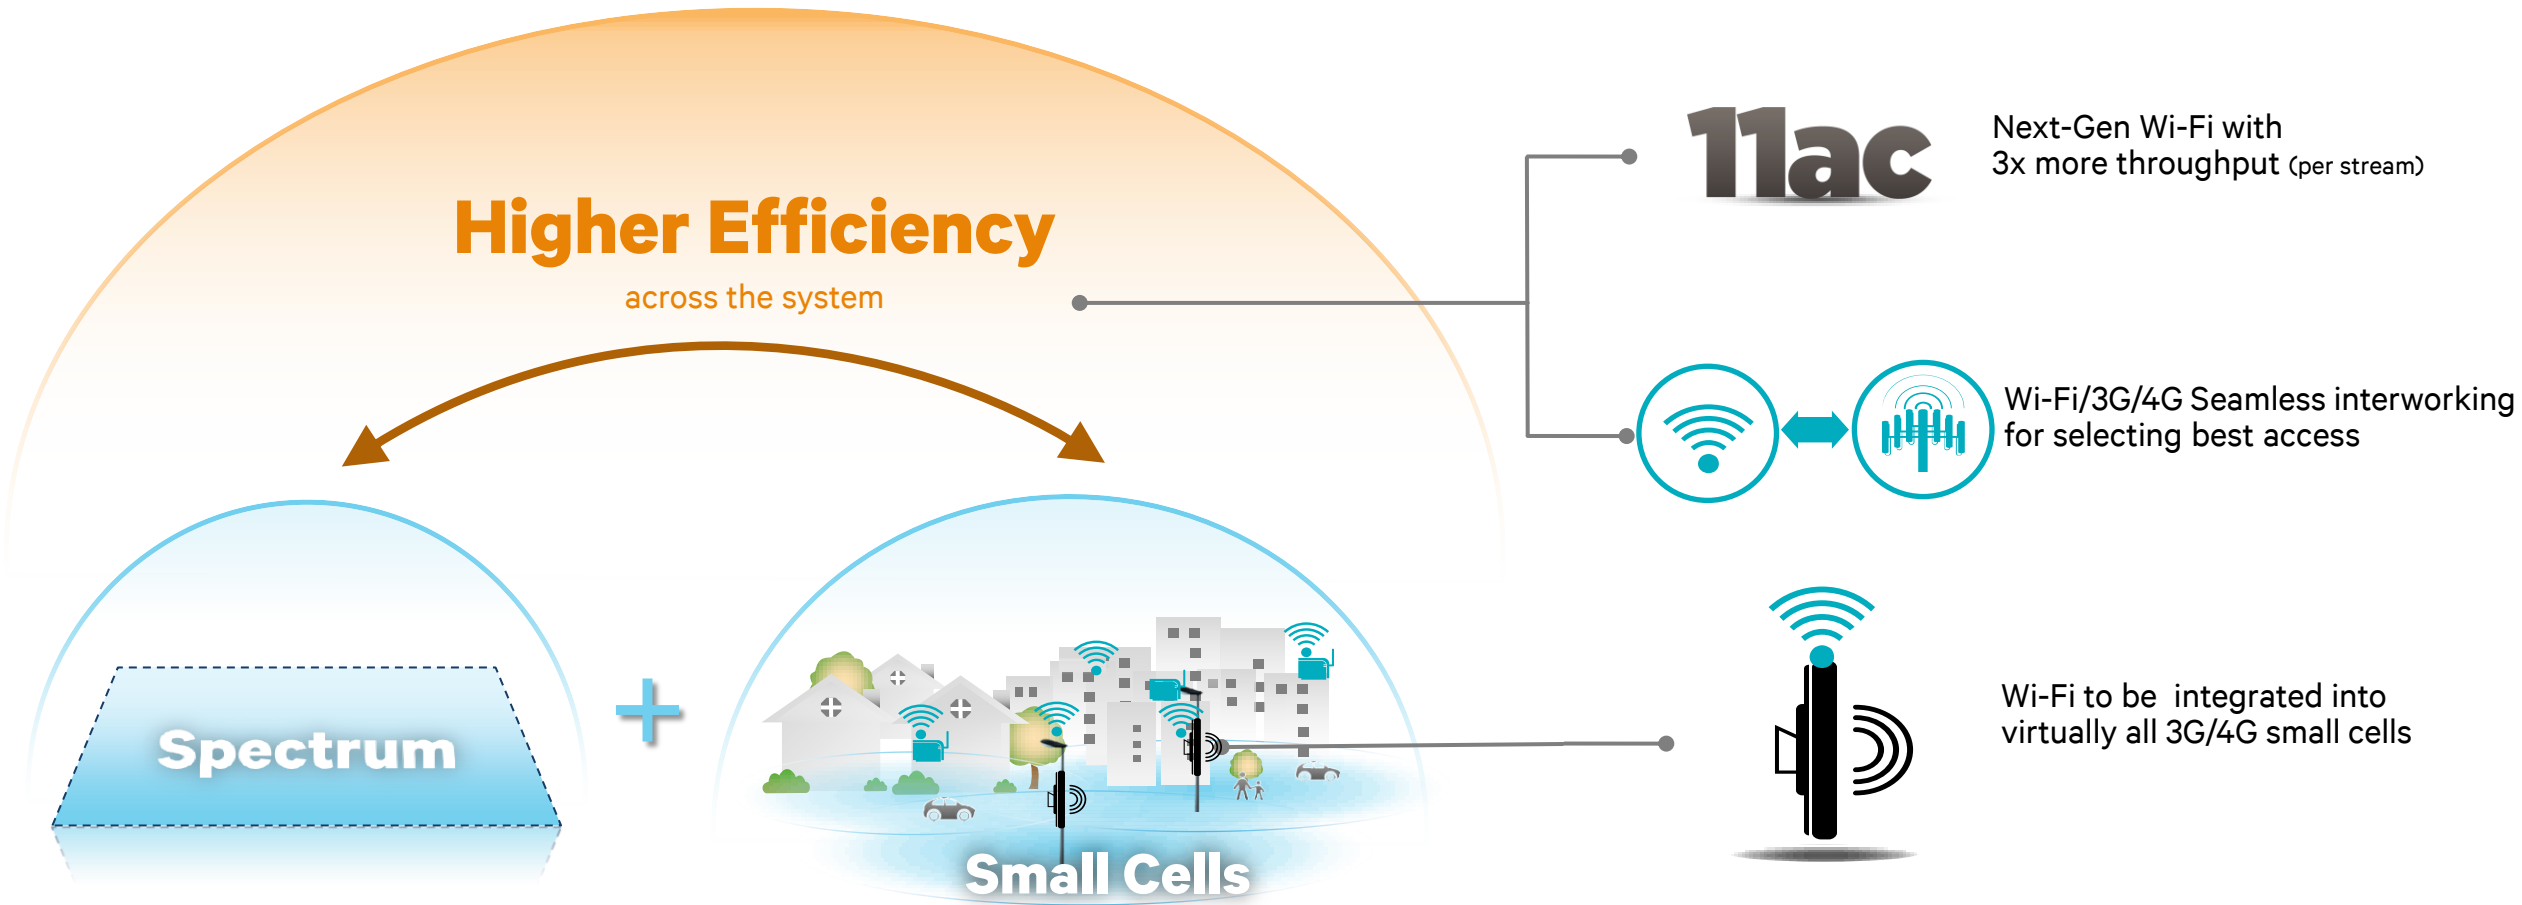 Higher Efficiency
across the system
Spectrum
+
Small Cells
11ac
Next-Gen Wi-Fi with
3x more throughput (per stream)
Wi-Fi/3G/4G Seamless interworking
for selecting best access
Wi-Fi to be integrated into
virtually all 3G/4G small cells